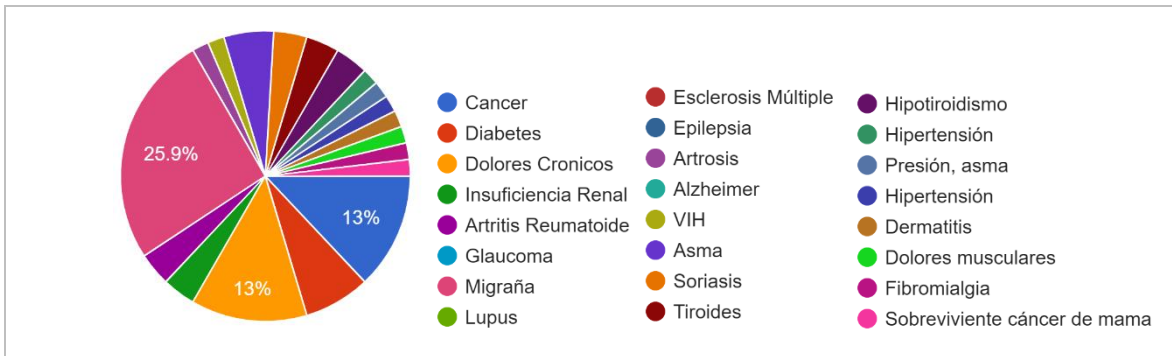 25.9%
13%
13%
Cancer
Diabetes
Dolores Cronicos
Insuficiencia Renal
Artritis Reumatoide
Glaucoma
Migraña
Lupus
Esclerosis Múltiple
Epilepsia
Artrosis
Alzheimer
VIH
Asma
Soriasis
Tiroides
Hipotiroidismo
Hipertensión
Presión, asma
Hipertensión
Dermatitis
Dolores musculares
Fibromialgia
Sobreviviente cáncer de mama